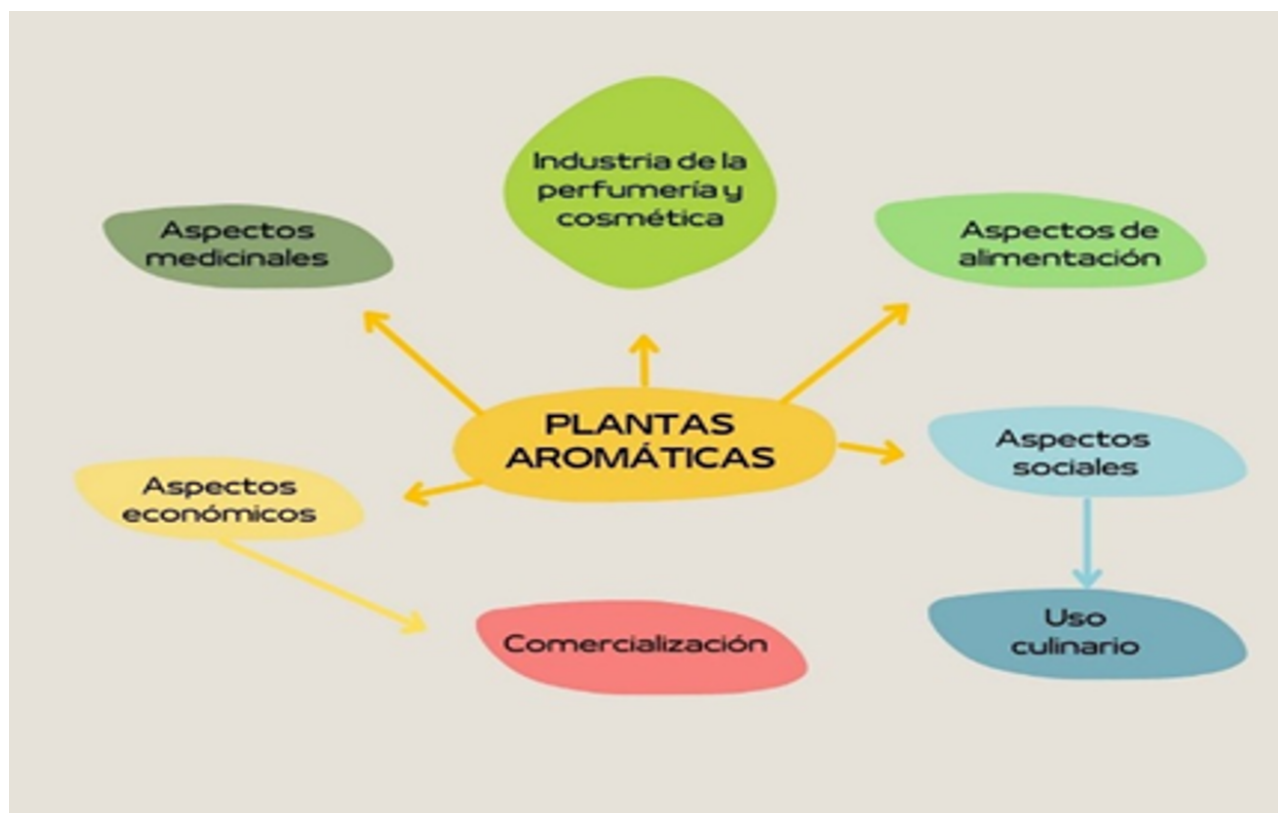 Industria de la
perfumería y
cosmética
Aspectos
medicinales
Aspectos de
alimentación
PLANTAS
AROMÁTICAS
Aspectos
sociales
Aspectos
económicos
Uso
culinario
Comercialización